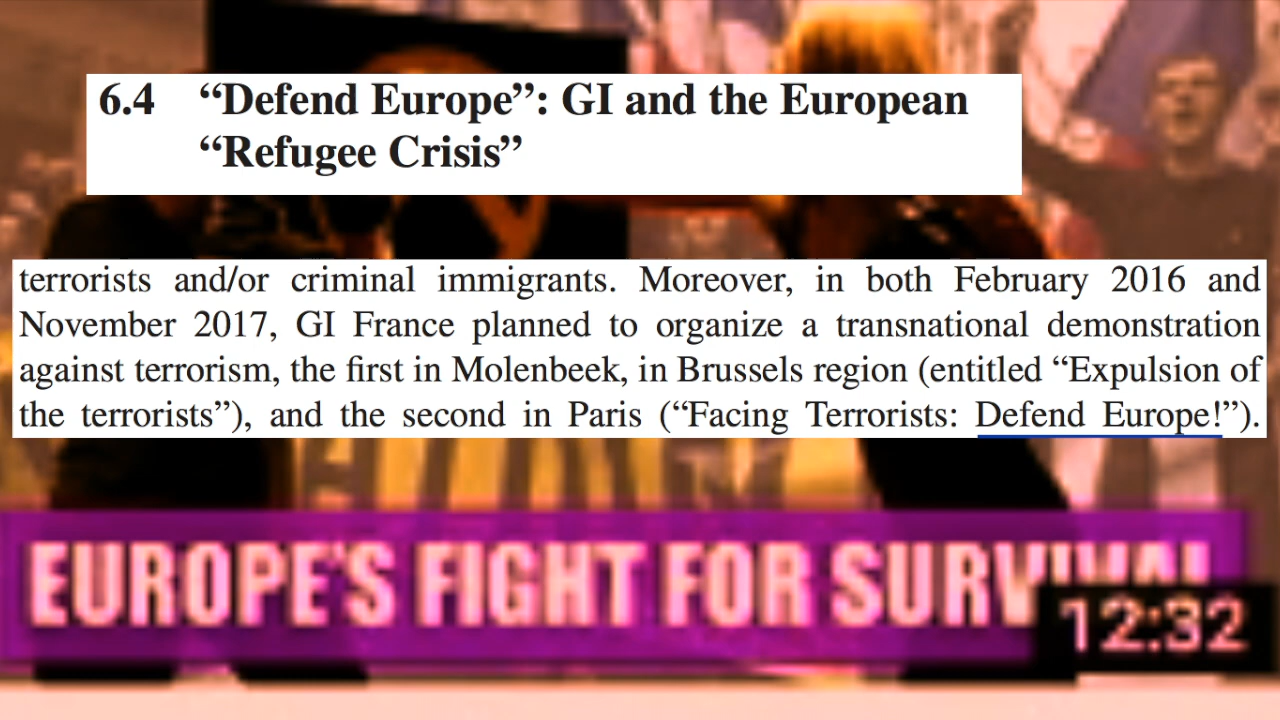 6.4 “Defend Europe”: GI and the European
“Refugee Crisis”
terrorists and/or criminal immigrants. Moreover, in both February 2016 and
November 2017, GI France planned to organize a transnational demonstration
against terrorism, the first in Molenbeek, in Brussels region (entitled “Expulsion of
the terrorists”), and the second in Paris (“Facing Terrorists: Defend Europe!”).
EUROPE'S FIGHT FOR SURVIVAL
12:32